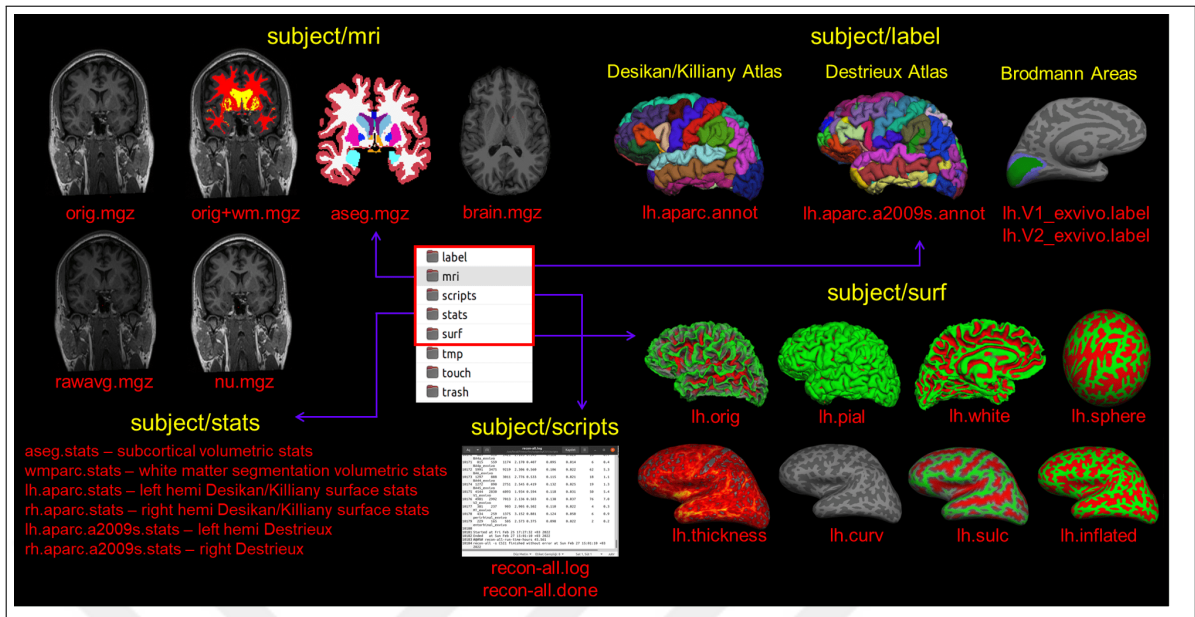 subject/mri
orig.mgz
orig+wm.mgz
aseg.mgz
brain.mgz
rawavg.mgz
nu.mgz
subject/label
Desikan/Killiany Atlas
Destrieux Atlas
Brodmann Areas
lh.aparc.annot
lh.aparc.a2009s.annot
lh.V1_exvivo.label
lh.V2_exvivo.label
label
mri
scripts
stats
surf
tmp
touch
trash
subject/surf
lh.orig
lh.pial
lh.white
lh.sphere
lh.thickness
lh.curv
lh.sulc
lh.inflated
subject/stats
aseg.stats – subcortical volumetric stats
wmparc.stats – white matter segmentation volumetric stats
lh.aparc.stats – left hemi Desikan/Killiany surface stats
rh.aparc.stats – right hemi Desikan/Killiany surface stats
lh.aparc.a2009s.stats – left hemi Destrieux
rh.aparc.a2009s.stats – right Destrieux
subject/scripts
recon-all.log
recon-all.log
recon-all.done